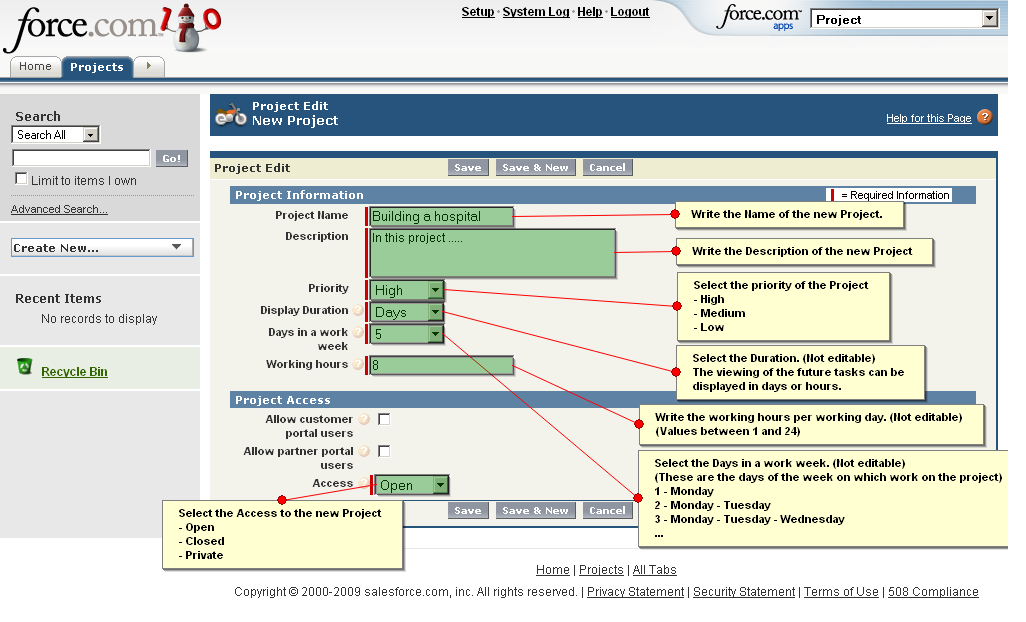 force.com
Setup · System Log · Help · Logout
force.com apps
Project
Home
Projects
Search
Search All
Go!
Limit to items I own
Advanced Search...
Create New...
Recent Items
No records to display
Recycle Bin
Project Edit
New Project
Help for this Page ?
Project Edit
Save
Save & New
Cancel
Project Information
= Required Information
Project Name
Building a hospital
Write the Name of the new Project.
Description
In this project .....
Write the Description of the new Project
Priority
High
Select the priority of the Project
- High
- Medium
- Low
Display Duration ?
Days
Select the Duration. (Not editable)
The viewing of the future tasks can be
displayed in days or hours.
Days in a work ?
week
5
Working hours ?
8
Write the working hours per working day. (Not editable)
(Values between 1 and 24)
Select the Days in a work week. (Not editable)
(These are the days of the week on which work on the project)
1 - Monday
2 - Monday - Tuesday
3 - Monday - Tuesday - Wednesday
...
Project Access
Allow customer ?
portal users
Allow partner portal ?
users
Access
Open
Select the Access to the new Project
- Open
- Closed
- Private
Save
Save & New
Cancel
Home | Projects | All Tabs
Copyright © 2000-2009 salesforce.com, inc. All rights reserved. | Privacy Statement | Security Statement | Terms of Use | 508 Compliance